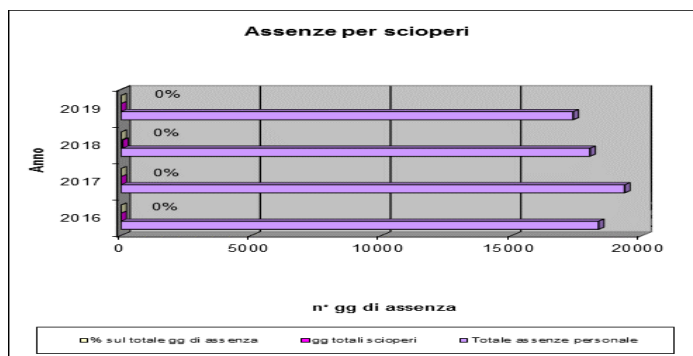 Assenze per scioperi
Anno
2019
0%
2018
0%
2017
0%
2016
0%
0 5000 10000 15000 20000
n° gg di assenza
% sul totale gg di assenza gg totali scioperi Totale assenze personale